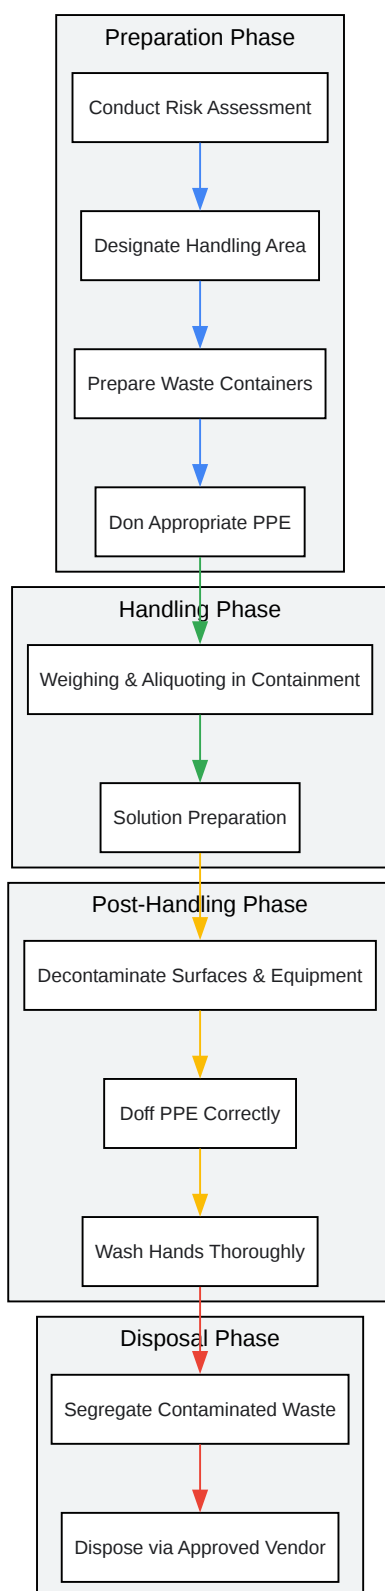 Preparation Phase
Conduct Risk Assessment
Designate Handling Area
Prepare Waste Containers
Don Appropriate PPE
Handling Phase
Weighing & Aliquoting in Containment
Solution Preparation
Post-Handling Phase
Decontaminate Surfaces & Equipment
Doff PPE Correctly
Wash Hands Thoroughly
Disposal Phase
Segregate Contaminated Waste
Dispose via Approved Vendor